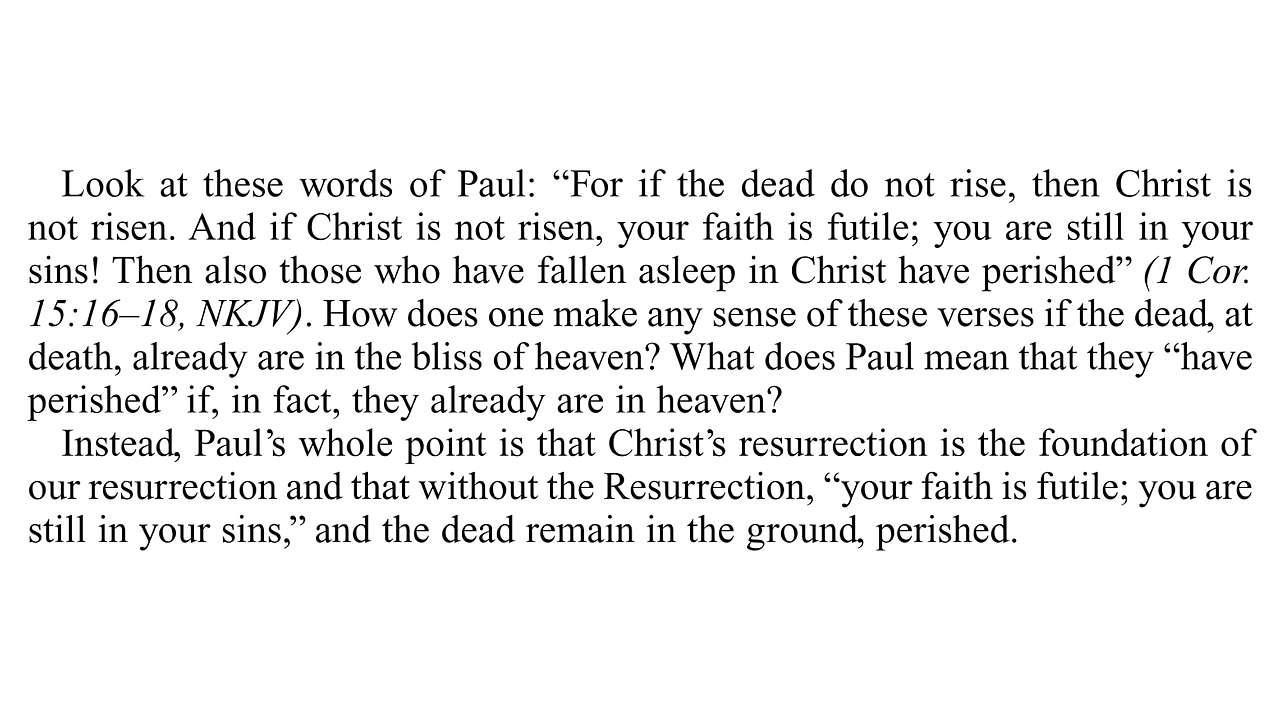 Look at these words of Paul: “For if the dead do not rise, then Christ is
not risen. And if Christ is not risen, your faith is futile; you are still in your
sins! Then also those who have fallen asleep in Christ have perished” (1 Cor.
15:16–18, NKJV). How does one make any sense of these verses if the dead, at
death, already are in the bliss of heaven? What does Paul mean that they “have
perished” if, in fact, they already are in heaven?
Instead, Paul’s whole point is that Christ’s resurrection is the foundation of
our resurrection and that without the Resurrection, “your faith is futile; you are
still in your sins,” and the dead remain in the ground, perished.